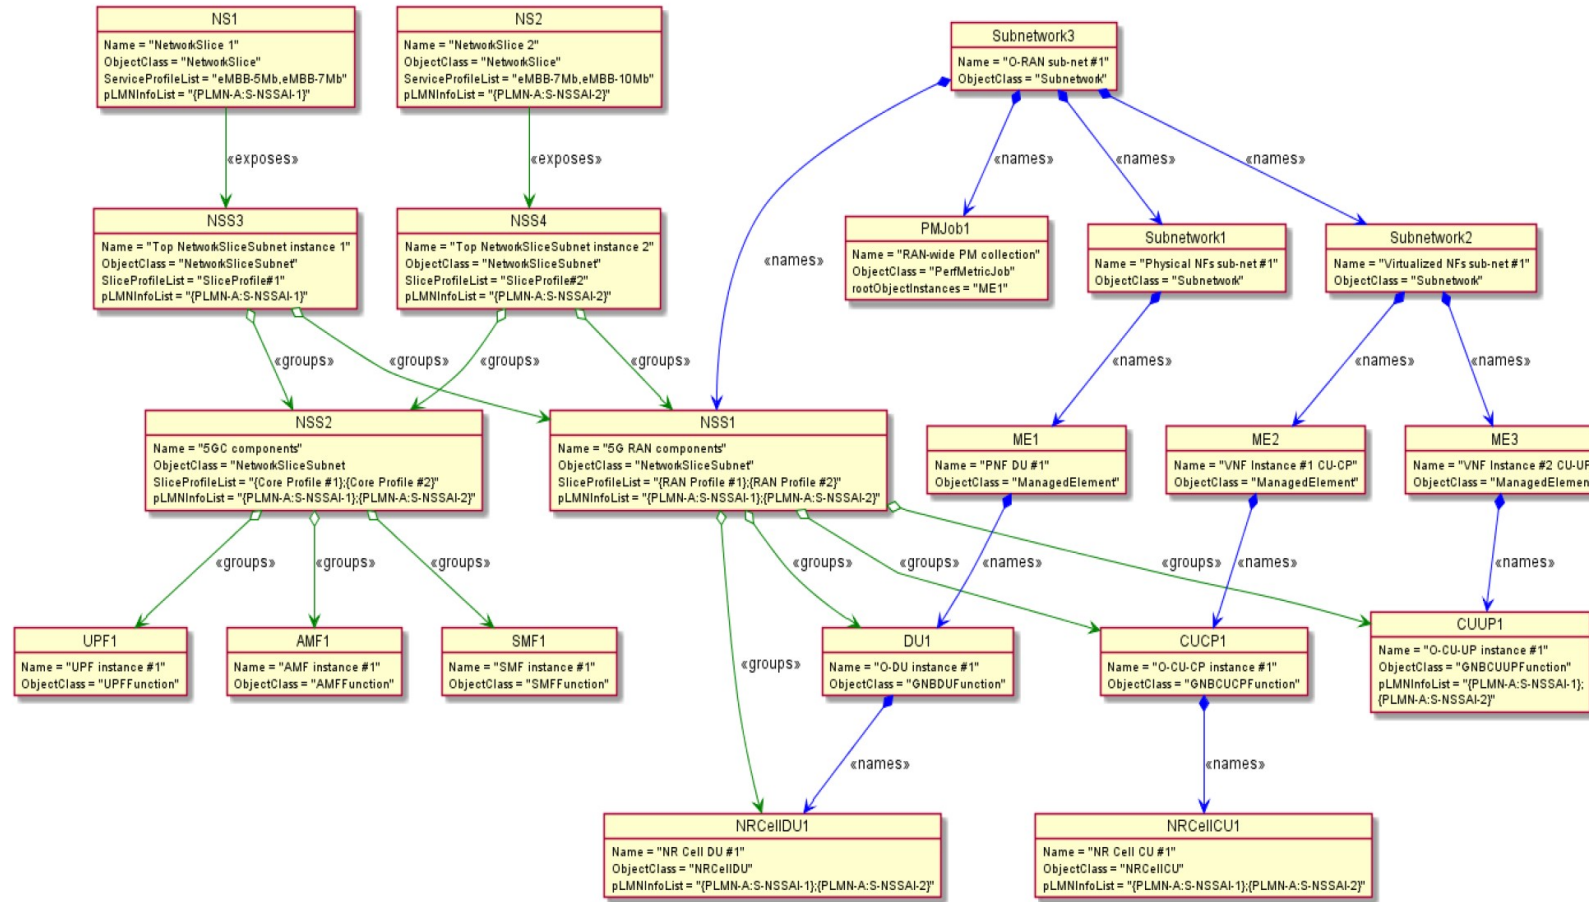 NS1
Name = "NetworkSlice 1"
ObjectClass = "NetworkSlice"
ServiceProfileList = "eMBB-5Mb,eMBB-7Mb"
pLMNInfoList = "{PLMN-A:S-NSSAI-1}"
NS2
Name = "NetworkSlice 2"
ObjectClass = "NetworkSlice"
ServiceProfileList = "eMBB-7Mb,eMBB-10Mb"
pLMNInfoList = "{PLMN-A:S-NSSAI-2}"
Subnetwork3
Name = "O-RAN sub-net #1"
ObjectClass = "Subnetwork"
«exposes»
«exposes»
«names»
«names»
«names»
«names»
NSS3
Name = "Top NetworkSliceSubnet instance 1"
ObjectClass = "NetworkSliceSubnet"
SliceProfileList = "SliceProfile#1"
pLMNInfoList = "{PLMN-A:S-NSSAI-1}"
NSS4
Name = "Top NetworkSliceSubnet instance 2"
ObjectClass = "NetworkSliceSubnet"
SliceProfileList = "SliceProfile#2"
pLMNInfoList = "{PLMN-A:S-NSSAI-2}"
PMJob1
Name = "RAN-wide PM collection"
ObjectClass = "PerfMetricJob"
rootObjectInstances = "ME1"
Subnetwork1
Name = "Physical NFs sub-net #1"
ObjectClass = "Subnetwork"
Subnetwork2
Name = "Virtualized NFs sub-net #1"
ObjectClass = "Subnetwork"
«groups»
«groups»
«groups»
«groups»
«names»
«names»
«names»
NSS2
Name = "5GC components"
ObjectClass = "NetworkSliceSubnet
SliceProfileList = "{Core Profile #1};{Core Profile #2}"
pLMNInfoList = "{PLMN-A:S-NSSAI-1};{PLMN-A:S-NSSAI-2}"
NSS1
Name = "5G RAN components"
ObjectClass = "NetworkSliceSubnet"
SliceProfileList = "{RAN Profile #1};{RAN Profile #2}"
pLMNInfoList = "{PLMN-A:S-NSSAI-1};{PLMN-A:S-NSSAI-2}"
ME1
Name = "PNF DU #1"
ObjectClass = "ManagedElement"
ME2
Name = "VNF Instance #1 CU-CP"
ObjectClass = "ManagedElement"
ME3
Name = "VNF Instance #2 CU-UP
ObjectClass = "ManagedElemen
«groups»
«groups»
«groups»
«groups»
«names»
«groups»
«names»
«groups»
«names»
UPF1
Name = "UPF instance #1"
ObjectClass = "UPFFunction"
AMF1
Name = "AMF instance #1"
ObjectClass = "AMFFunction"
SMF1
Name = "SMF instance #1"
ObjectClass = "SMFFunction"
«groups»
DU1
Name = "O-DU instance #1"
ObjectClass = "GNBDUFunction"
CUCP1
Name = "O-CU-CP instance #1"
ObjectClass = "GNBCUCPFunction"
CUUP1
Name = "O-CU-UP instance #1"
ObjectClass = "GNBCUUPFunction"
pLMNInfoList = "{PLMN-A:S-NSSAI-1};
{PLMN-A:S-NSSAI-2}"
«names»
«names»
NRCellDU1
Name = "NR Cell DU #1"
ObjectClass = "NRCellDU"
pLMNInfoList = "{PLMN-A:S-NSSAI-1};{PLMN-A:S-NSSAI-2}"
NRCellCU1
Name = "NR Cell CU #1"
ObjectClass = "NRCellCU"
pLMNInfoList = "{PLMN-A:S-NSSAI-1};{PLMN-A:S-NSSAI-2}"